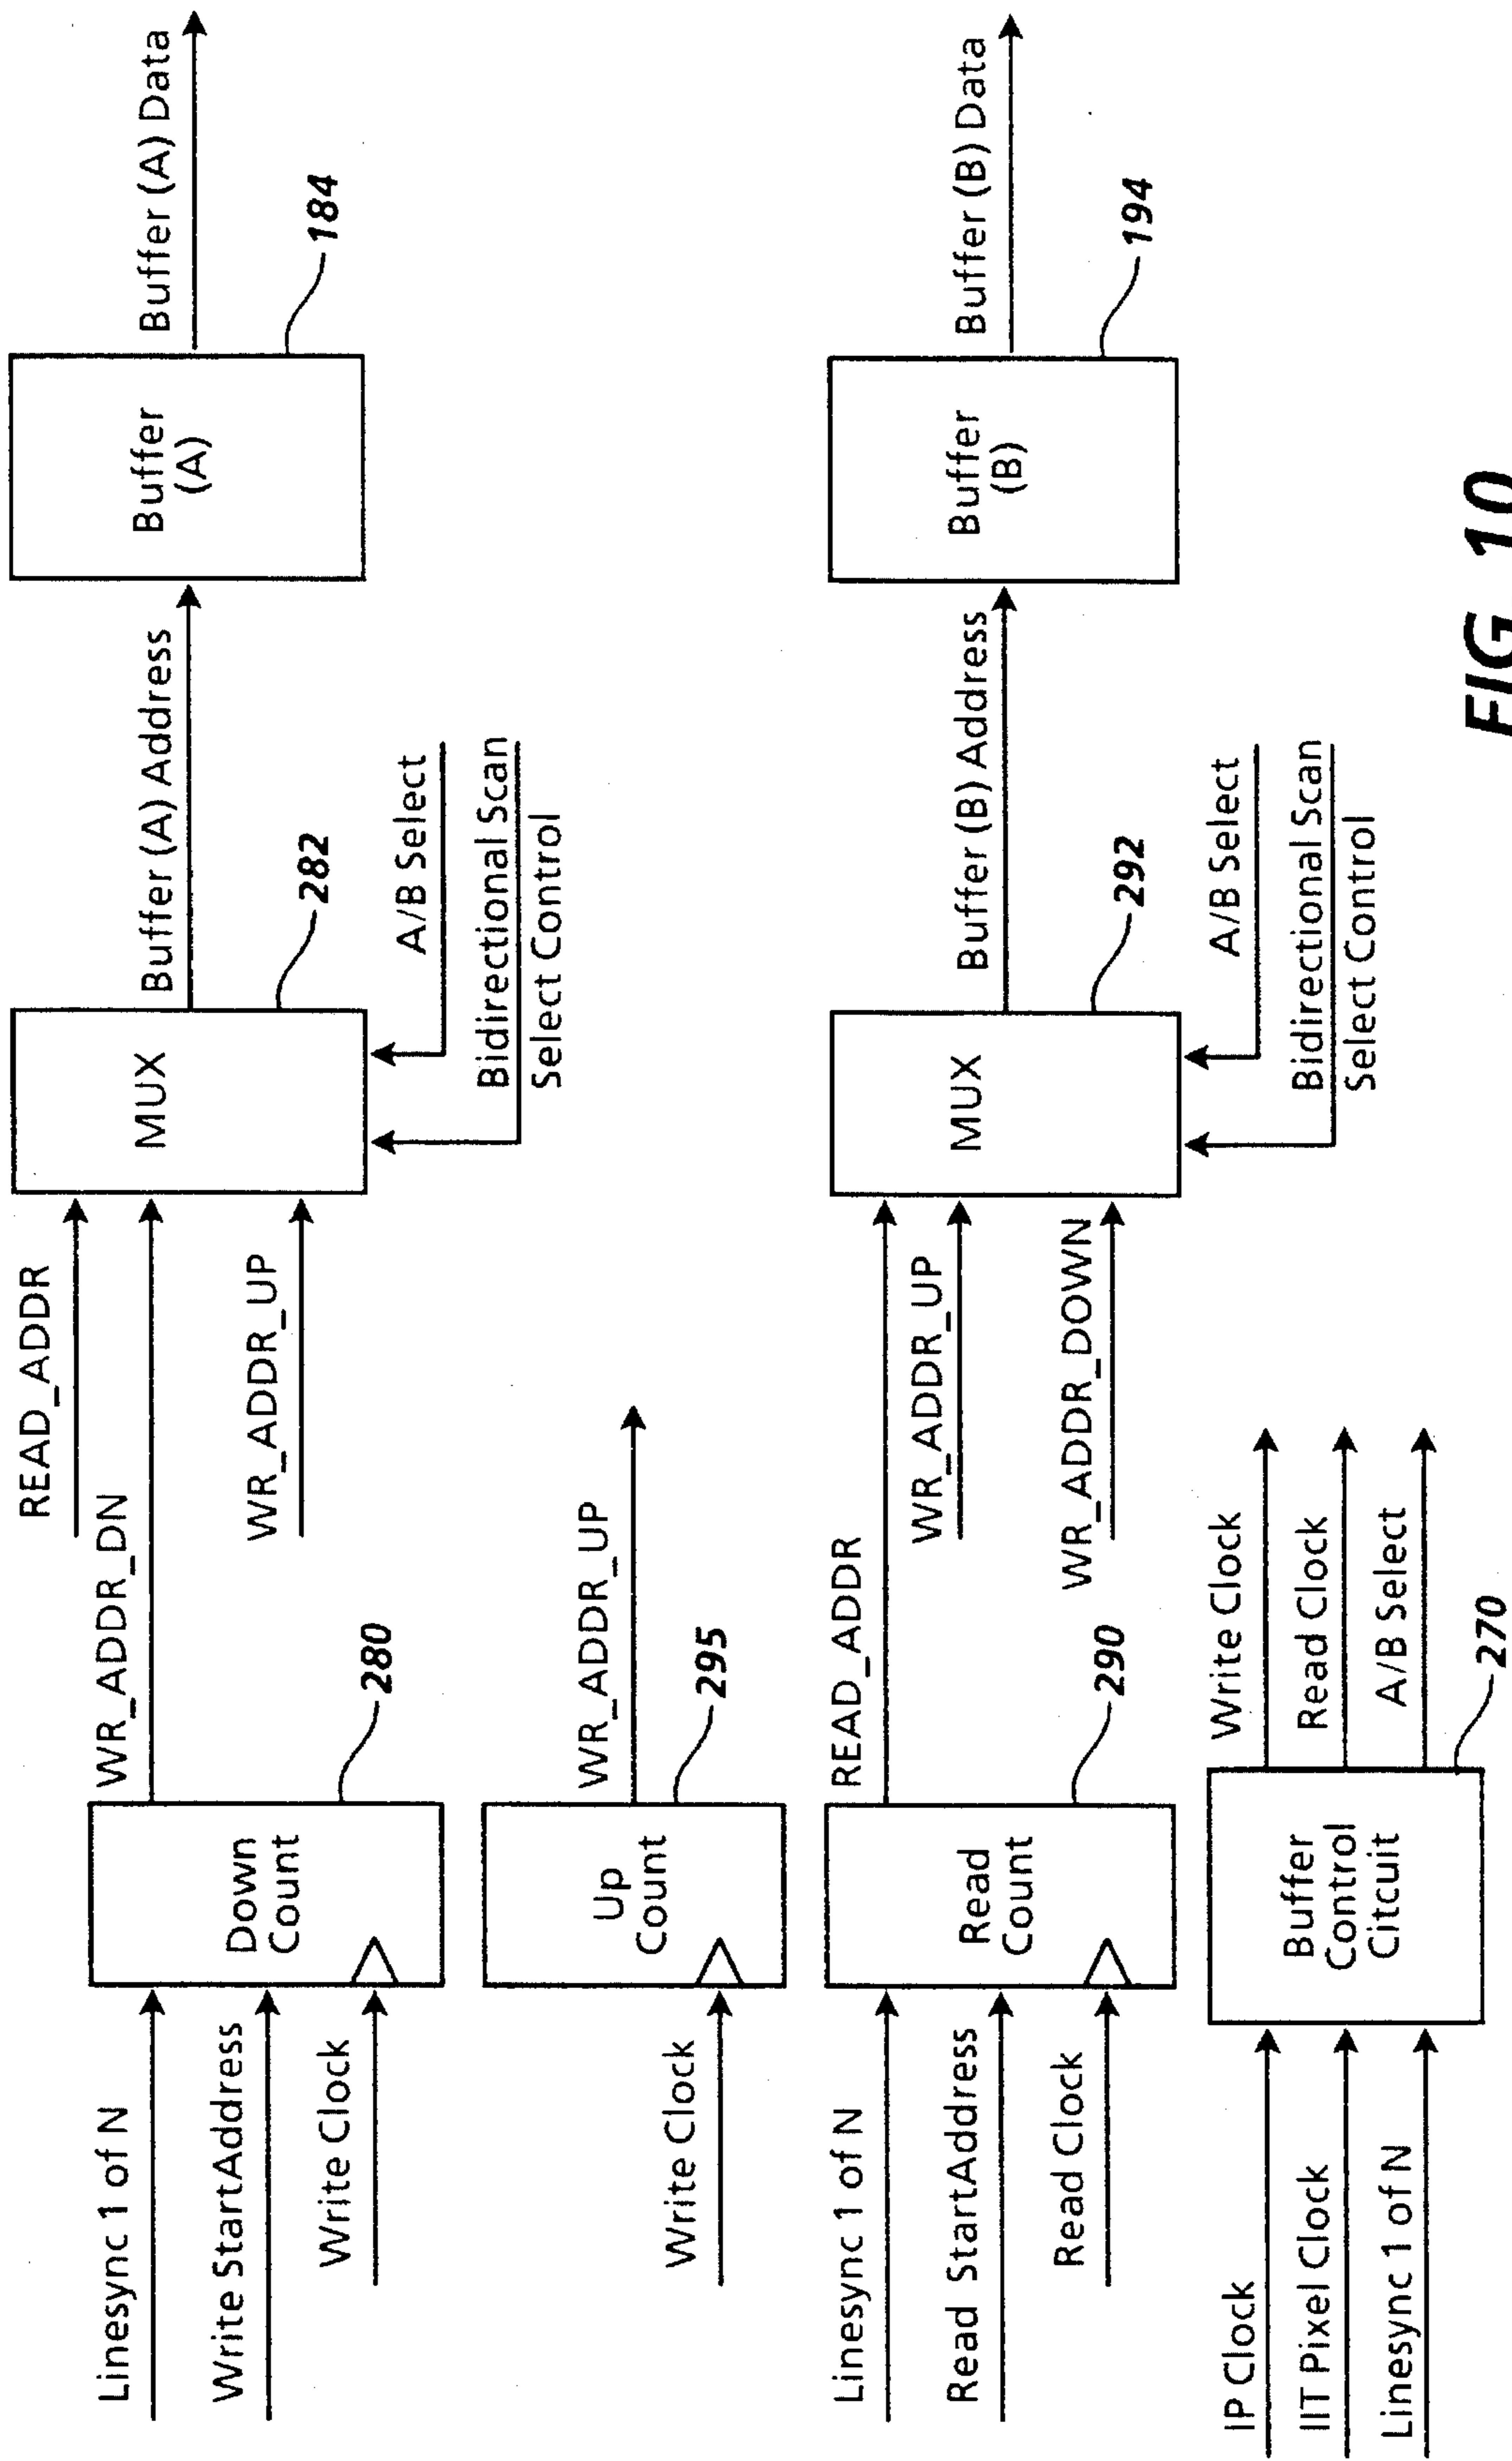 Linesync 1 of N
Write StartAddress
Write Clock
Down
Count
280
WR_ADDR_DN
READ_ADDR
WR_ADDR_UP
MUX
282
Buffer (A) Address
A/B Select
Bidirectional Scan
Select Control
Buffer
(A)
184
Buffer (A) Data
Write Clock
Up
Count
295
WR_ADDR_UP
Linesync 1 of N
Read StartAddress
Read Clock
Read
Count
290
READ_ADDR
WR_ADDR_UP
WR_ADDR_DOWN
MUX
292
Buffer (B) Address
A/B Select
Bidirectional Scan
Select Control
Buffer
(B)
194
Buffer (B) Data
IP Clock
IIT Pixel Clock
Linesync 1 of N
Buffer
Control
Citcuit
270
Write Clock
Read Clock
A/B Select
FIG. 10